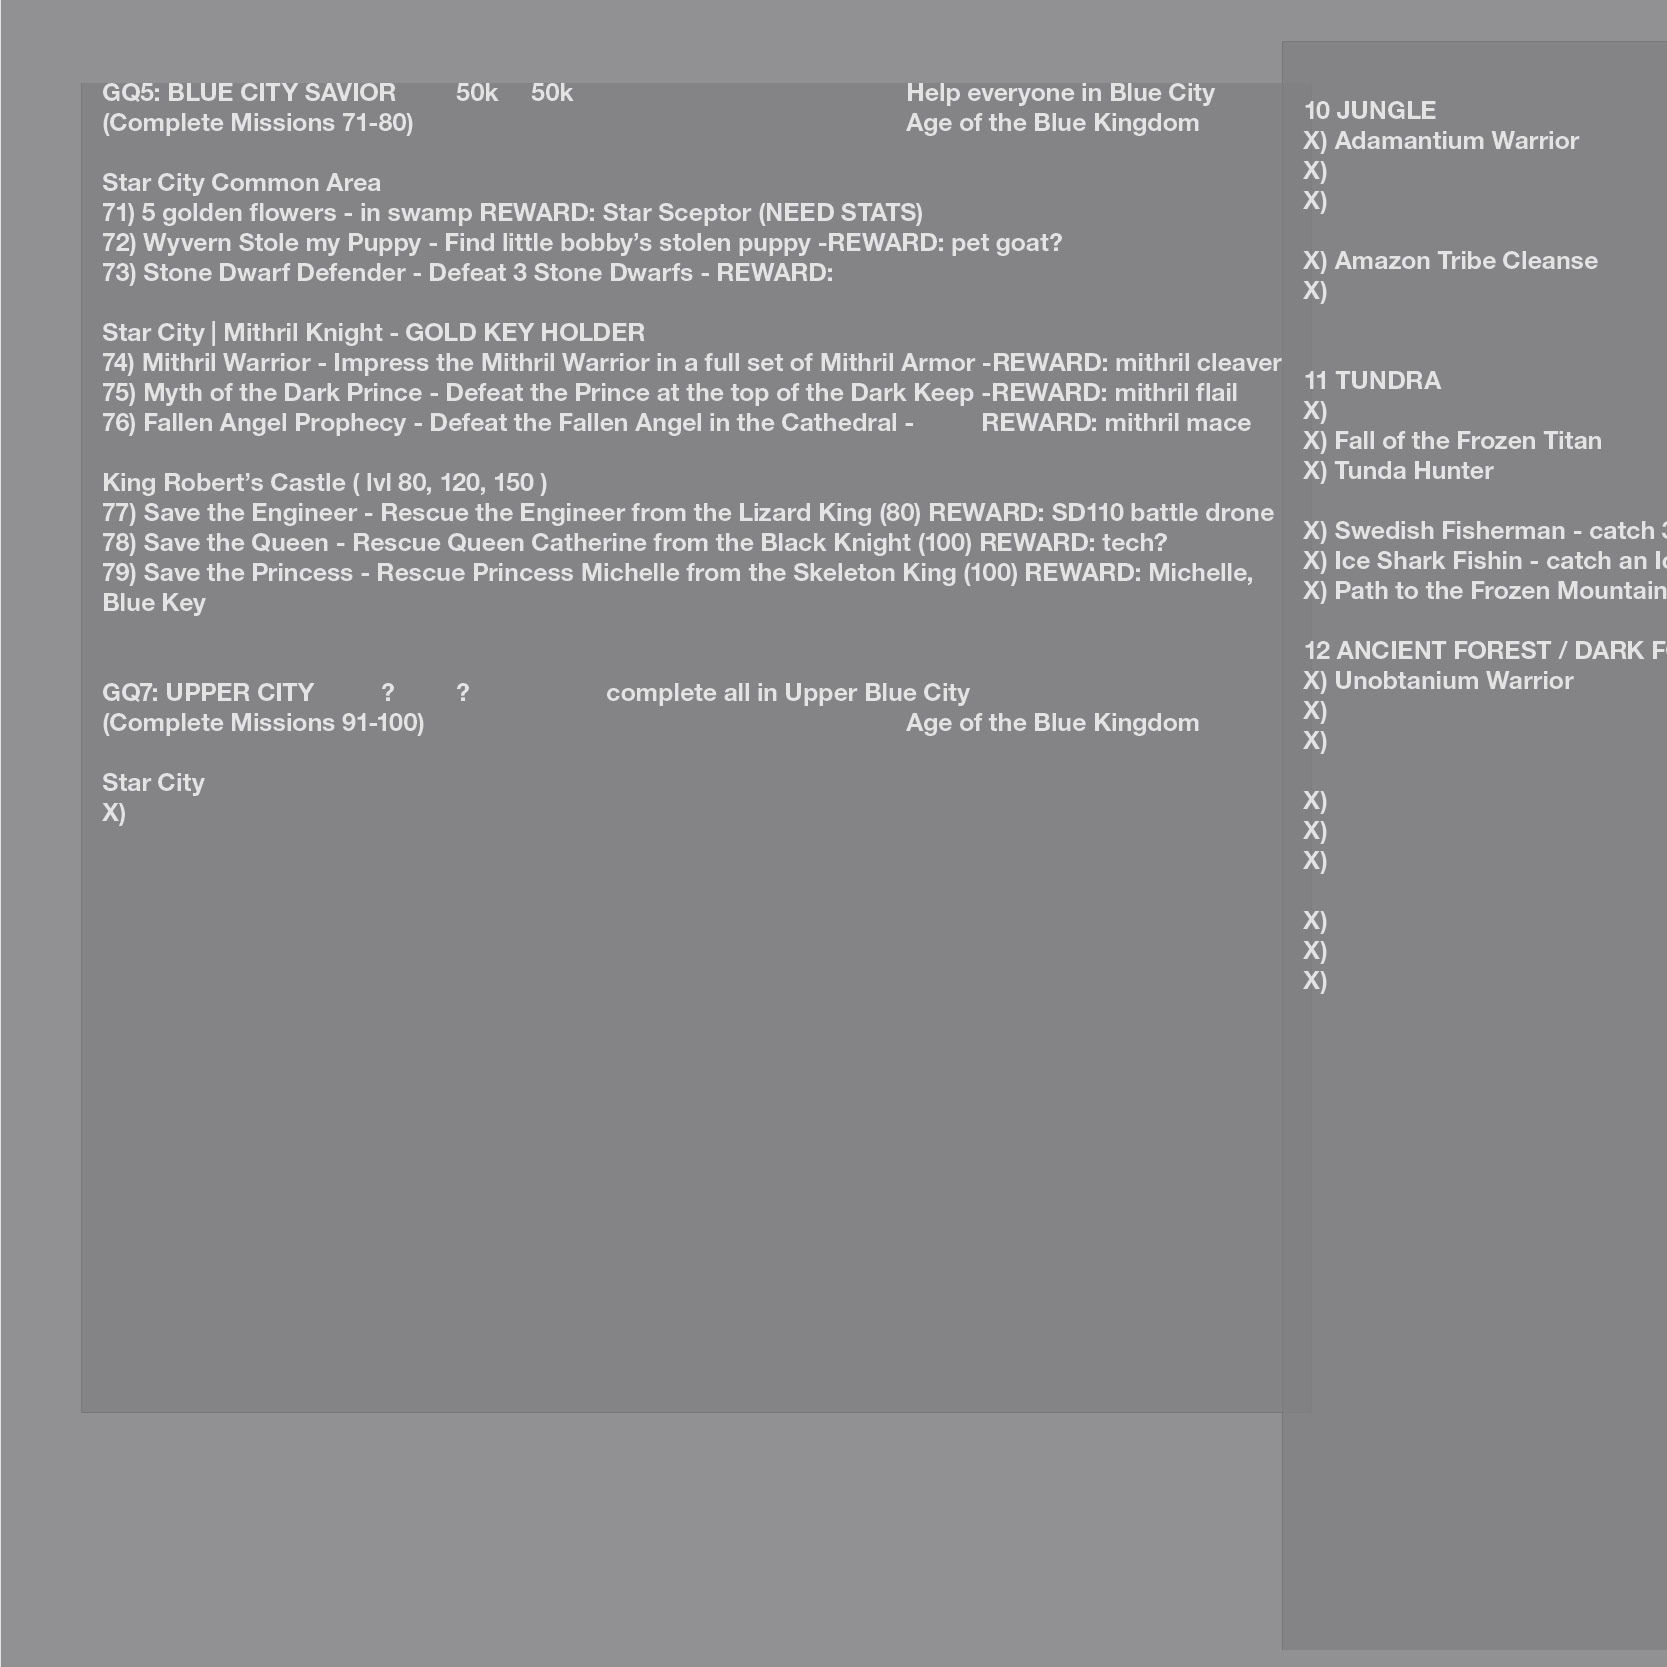 GQ5: BLUE CITY SAVIOR 50k 50k Help everyone in Blue City
(Complete Missions 71-80) Age of the Blue Kingdom
Star City Common Area
71) 5 golden flowers - in swamp REWARD: Star Sceptor (NEED STATS)
72) Wyvern Stole my Puppy - Find little bobby’s stolen puppy -REWARD: pet goat?
73) Stone Dwarf Defender - Defeat 3 Stone Dwarfs - REWARD:
Star City | Mithril Knight - GOLD KEY HOLDER
74) Mithril Warrior - Impress the Mithril Warrior in a full set of Mithril Armor -REWARD: mithril cleaver
75) Myth of the Dark Prince - Defeat the Prince at the top of the Dark Keep -REWARD: mithril flail
76) Fallen Angel Prophecy - Defeat the Fallen Angel in the Cathedral - REWARD: mithril mace
King Robert’s Castle ( lvl 80, 120, 150 )
77) Save the Engineer - Rescue the Engineer from the Lizard King (80) REWARD: SD110 battle drone
78) Save the Queen - Rescue Queen Catherine from the Black Knight (100) REWARD: tech?
79) Save the Princess - Rescue Princess Michelle from the Skeleton King (100) REWARD: Michelle,
Blue Key
GQ7: UPPER CITY ? ? complete all in Upper Blue City
(Complete Missions 91-100) Age of the Blue Kingdom
Star City
X)
10 JUNGLE
X) Adamantium Warrior
X)
X)
X) Amazon Tribe Cleanse
X)
11 TUNDRA
X)
X) Fall of the Frozen Titan
X) Tunda Hunter
X) Swedish Fisherman - catch
X) Ice Shark Fishin - catch an
X) Path to the Frozen Mountain
12 ANCIENT FOREST / DARK
X) Unobtanium Warrior
X)
X)
X)
X)
X)
X)
X)
X)